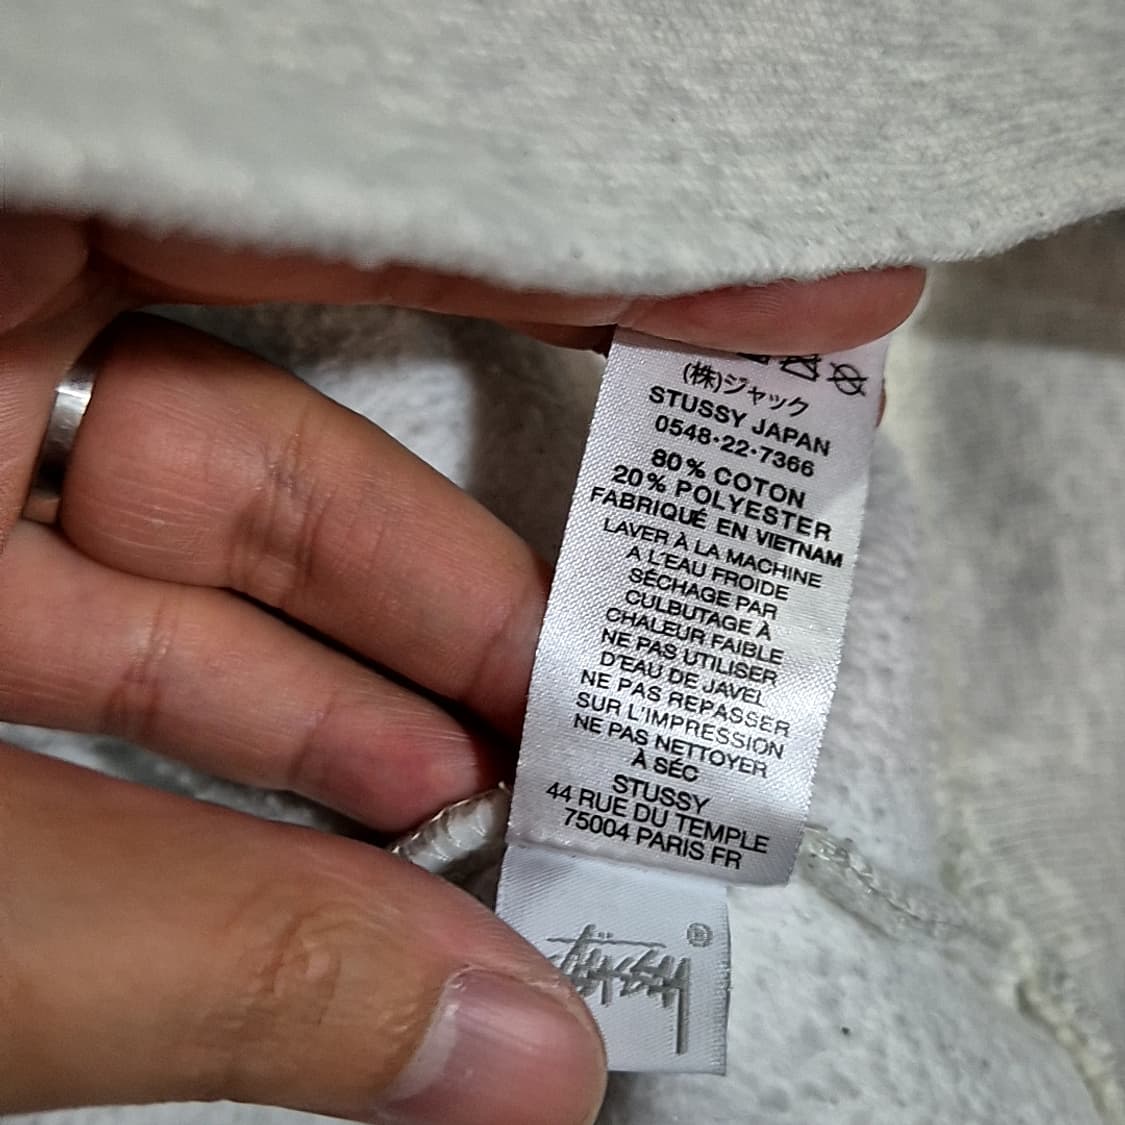 (株)ジャック
STUSSY JAPAN
0548·22·7366
80% COTON
20% POLYESTER
FABRIQUÉ EN VIETNAM
LAVER À LA MACHINE
A L'EAU FROIDE
SÉCHAGE PAR
CULBUTAGE À
CHALEUR FAIBLE
NE PAS UTILISER
D'EAU DE JAVEL
NE PAS REPASSER
SUR L'IMPRESSION
NE PAS NETTOYER
À SÉC
STUSSY
44 RUE DU TEMPLE
75004 PARIS FR
Stüssy ®